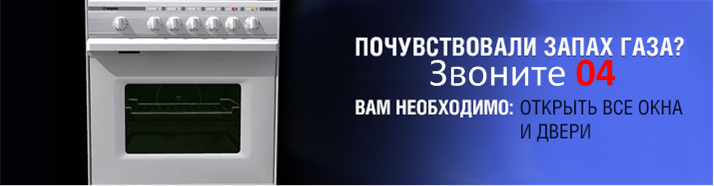 ПОЧУВСТВОВАЛИ ЗАПАХ ГАЗА?
Звоните 04
ВАМ НЕОБХОДИМО: ОТКРЫТЬ ВСЕ ОКНА
И ДВЕРИ